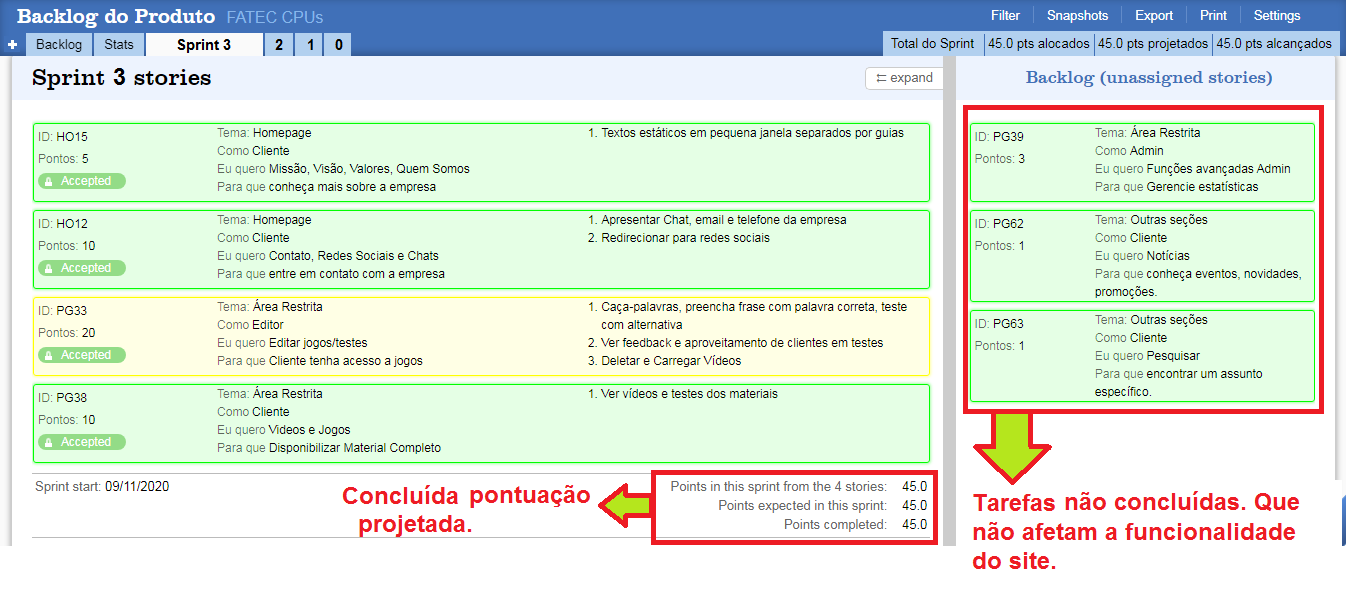 Backlog do Produto FATEC CPUs
Filter Snapshots Export Print Settings
+ Backlog Stats Sprint 3 2 1 0
Total do Sprint 45.0 pts alocados 45.0 pts projetados 45.0 pts alcançados
Sprint 3 stories
expand
ID: HO15
Pontos: 5
Accepted
Tema: Homepage
Como Cliente
Eu quero Missão, Visão, Valores, Quem Somos
Para que conheça mais sobre a empresa
1. Textos estáticos em pequena janela separados por guias
ID: HO12
Pontos: 10
Accepted
Tema: Homepage
Como Cliente
Eu quero Contato, Redes Sociais e Chats
Para que entre em contato com a empresa
1. Apresentar Chat, email e telefone da empresa
2. Redirecionar para redes sociais
ID: PG33
Pontos: 20
Accepted
Tema: Área Restrita
Como Editor
Eu quero Editar jogos/testes
Para que Cliente tenha acesso a jogos
1. Caça-palavras, preencha frase com palavra correta, teste
com alternativa
2. Ver feedback e aproveitamento de clientes em testes
3. Deletar e Carregar Vídeos
ID: PG38
Pontos: 10
Accepted
Tema: Área Restrita
Como Cliente
Eu quero Videos e Jogos
Para que Disponibilizar Material Completo
1. Ver vídeos e testes dos materiais
Sprint start: 09/11/2020
Concluída pontuação
projetada.
Points in this sprint from the 4 stories: 45.0
Points expected in this sprint: 45.0
Points completed: 45.0
Backlog (unassigned stories)
ID: PG39
Pontos: 3
Tema: Área Restrita
Como Admin
Eu quero Funções avançadas Admin
Para que Gerencie estatísticas
ID: PG62
Pontos: 1
Tema: Outras seções
Como Cliente
Eu quero Notícias
Para que conheça eventos, novidades,
promoções.
ID: PG63
Pontos: 1
Tema: Outras seções
Como Cliente
Eu quero Pesquisar
Para que encontrar um assunto
específico.
Tarefas não concluídas. Que
não afetam a funcionalidade
do site.